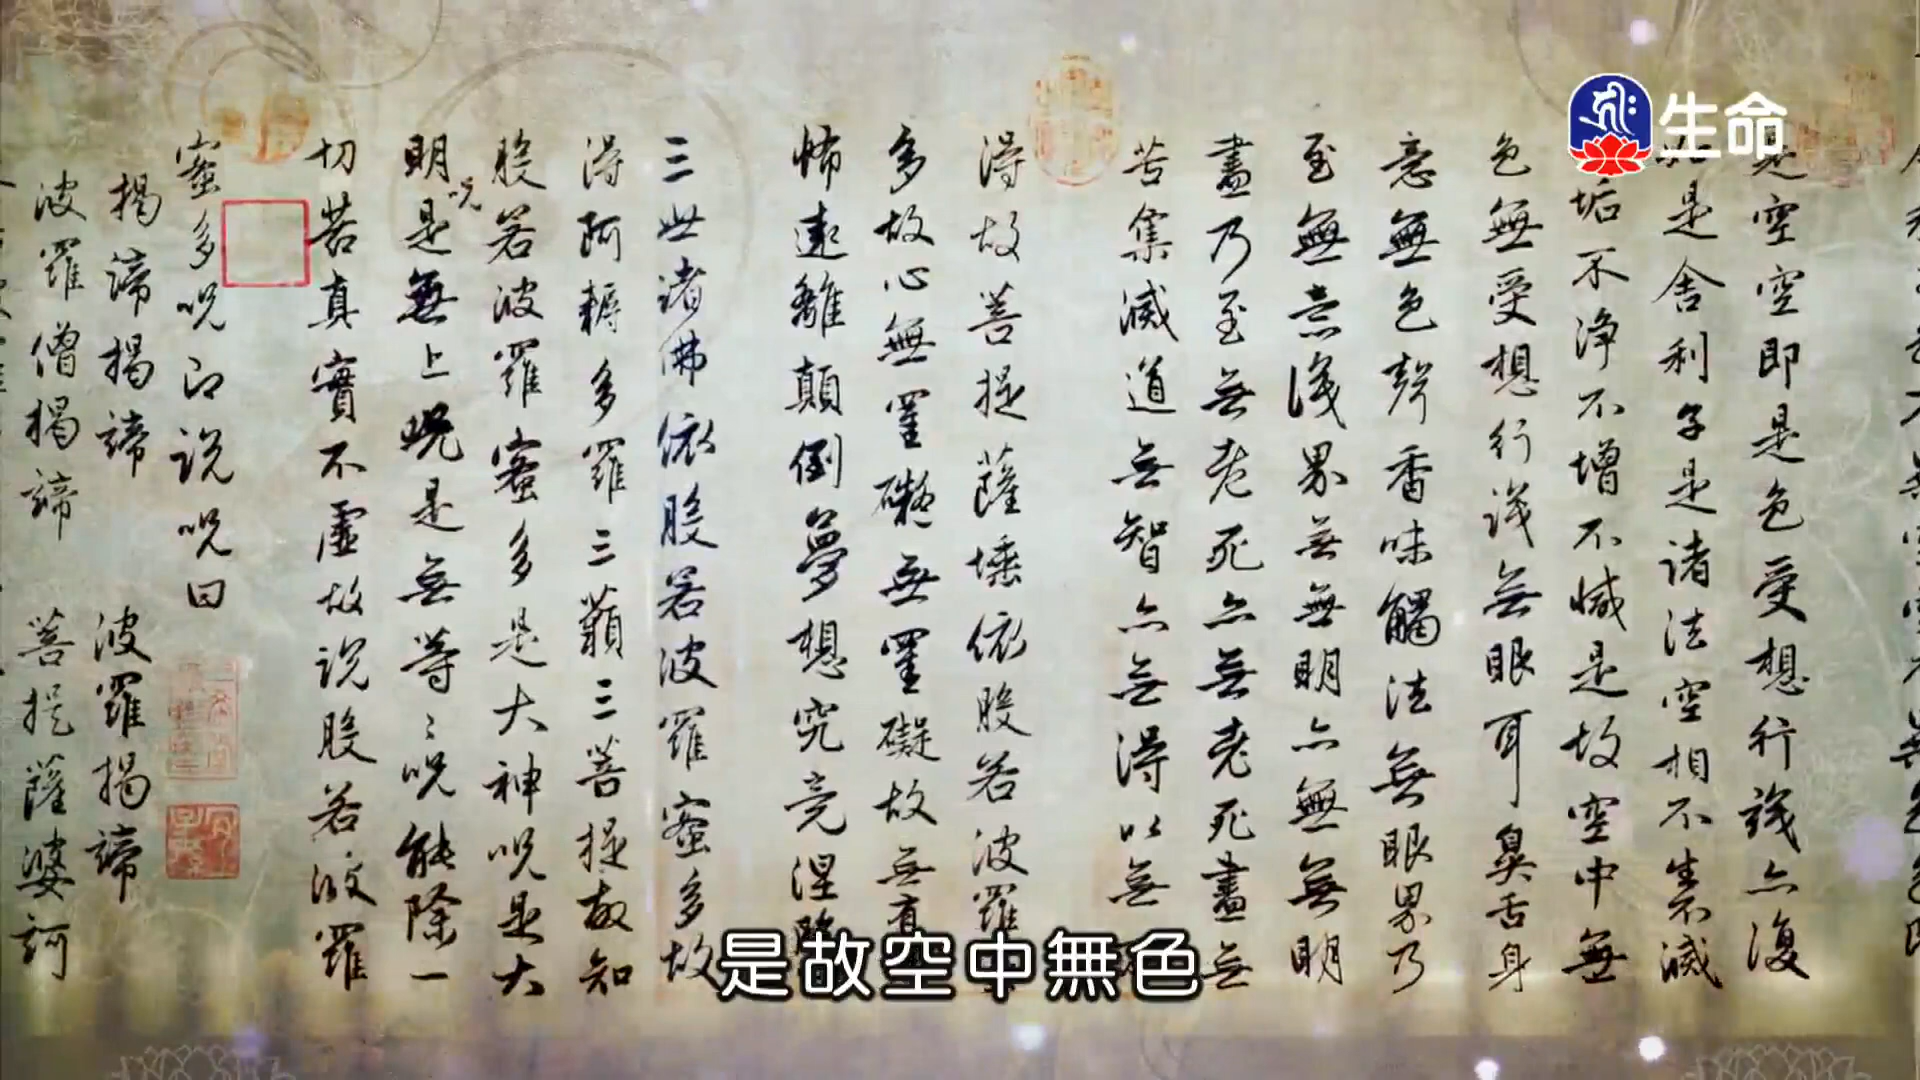 生命
是空空即是色受想行識亦復
是舍利子是諸法空相不生不滅
垢不淨不增不減是故空中無
色無受想行識無眼耳鼻舌身
意無色聲香味觸法無眼界乃
至無意識界無無明亦無無明
盡乃至無老死亦無老死盡無
苦集滅道無智亦無得以無
得故菩提薩埵依般若波羅
多故心無罣礙無罣礙故無有
怖遠離顛倒夢想究竟涅槃
三世諸佛依般若波羅蜜多故
得阿耨多羅三藐三菩提故知
般若波羅蜜多是大神呪是大
明呪是無上呪是無等〻呪能除一
切苦真實不虛故說般若波羅
蜜多呪即說呪曰
揭諦揭諦 波羅揭諦
波羅僧揭諦 菩提薩婆訶
是故空中無色